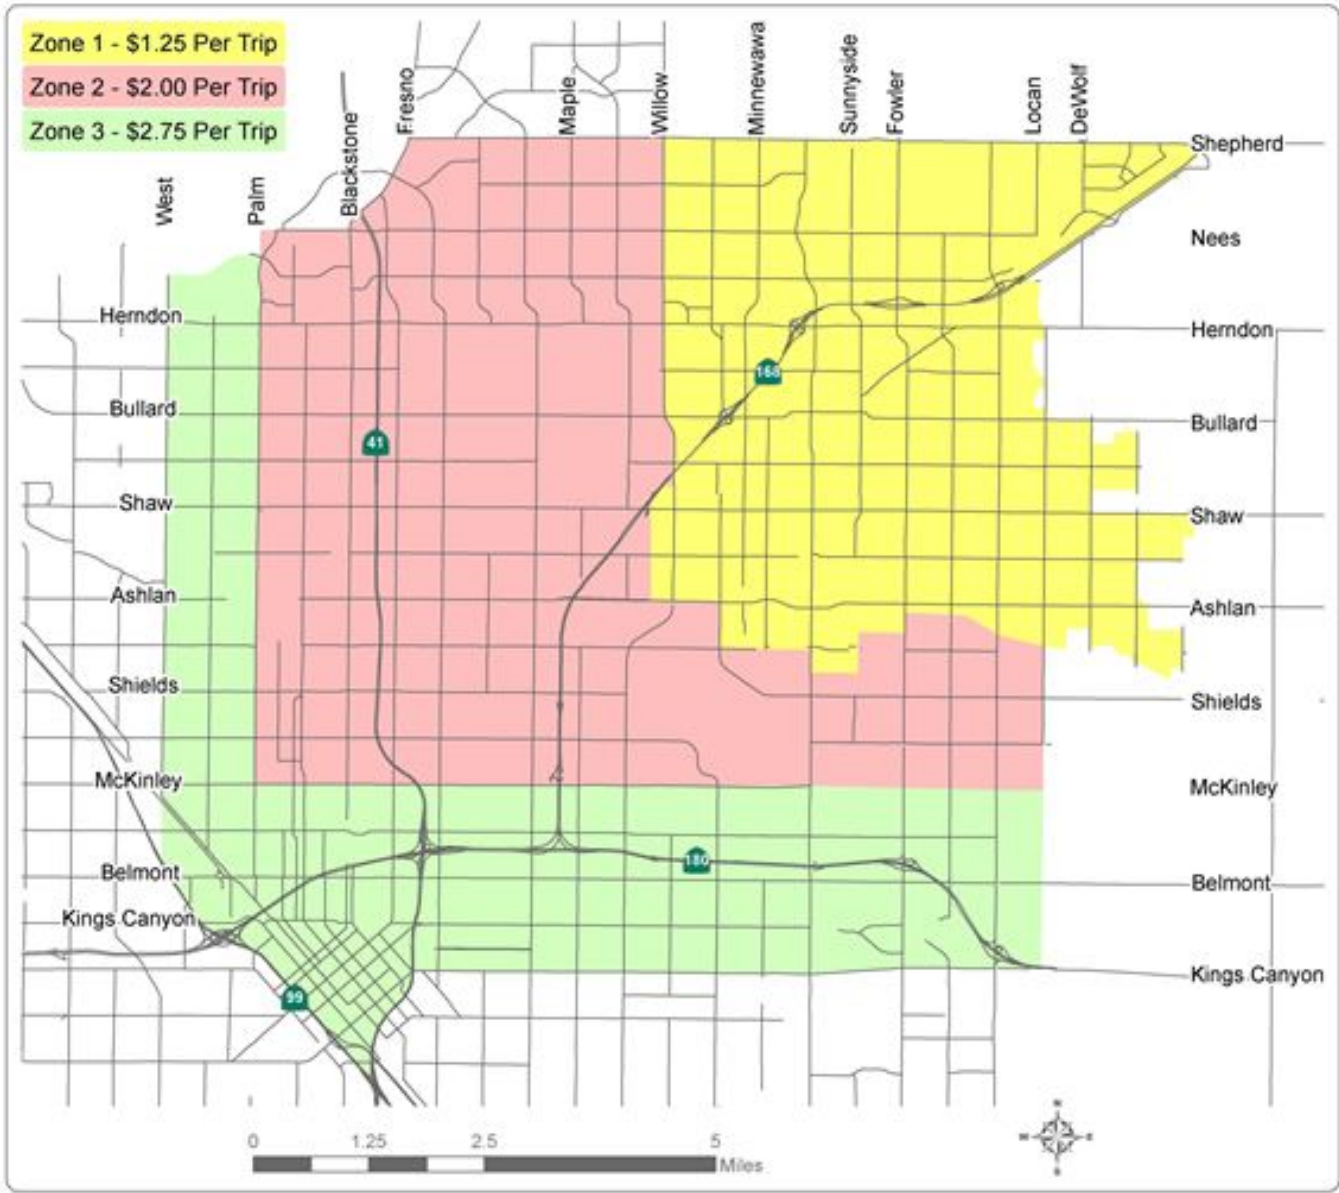 Zone 1 - $1.25 Per Trip
Zone 2 - $2.00 Per Trip
Zone 3 - $2.75 Per Trip
West
Palm
Blackstone
Fresno
Maple
Willow
Minnewawa
Sunnyside
Fowler
Locan
DeWolf
Shepherd
Nees
Herndon
Herndon
168
Bullard
Bullard
41
Shaw
Shaw
Ashlan
Ashlan
Shields
Shields
McKinley
McKinley
180
Belmont
Belmont
Kings Canyon
Kings Canyon
99
0 1.25 2.5 5
Miles